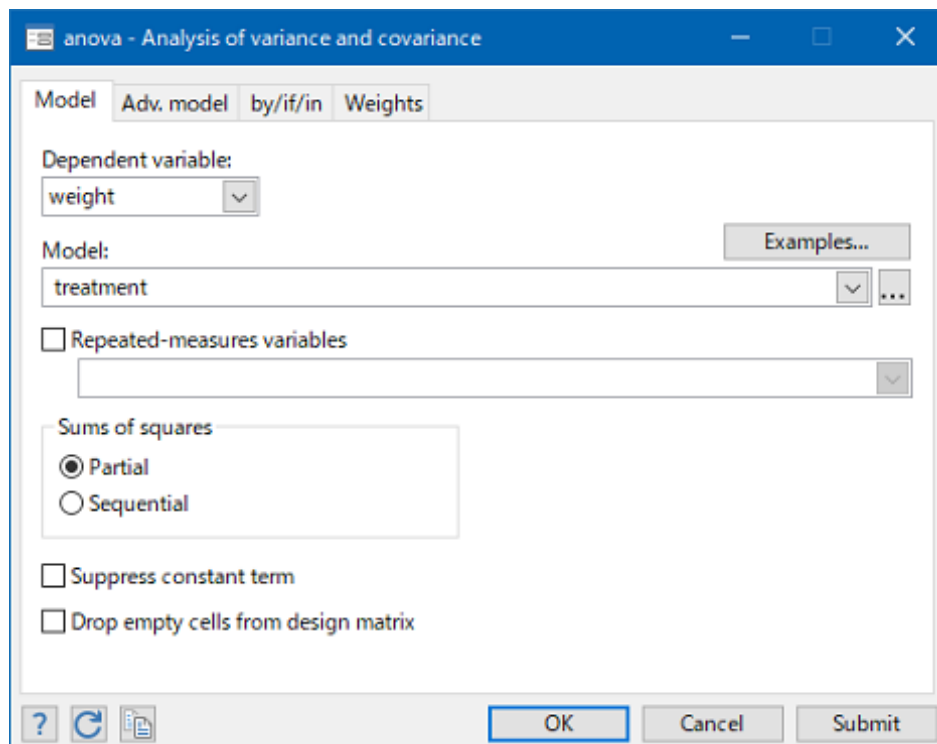 anova - Analysis of variance and covariance
Model Adv. model by/if/in Weights
Dependent variable:
weight
Examples...
Model:
treatment
...
Repeated-measures variables
Sums of squares
Partial
Sequential
Suppress constant term
Drop empty cells from design matrix
? OK Cancel Submit